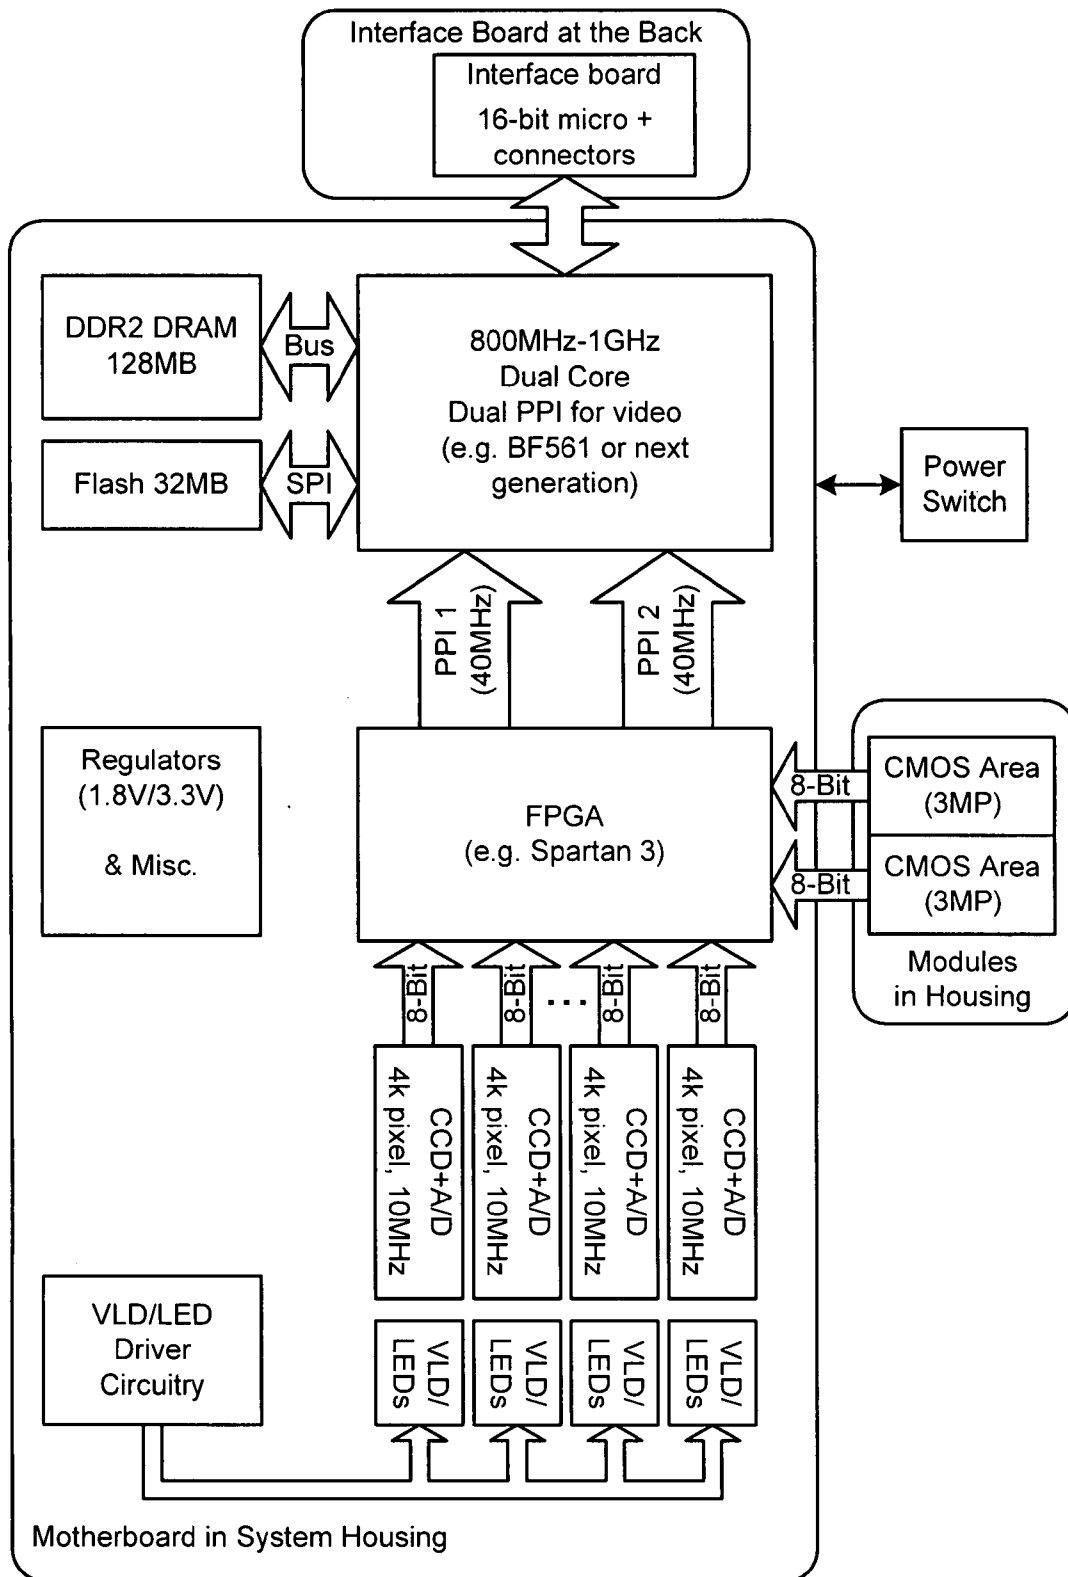 Interface Board at the Back
Interface board
16-bit micro +
connectors
DDR2 DRAM
128MB
Bus
800MHz-1GHz
Dual Core
Dual PPI for video
(e.g. BF561 or next
generation)
Flash 32MB
SPI
Power
Switch
PPI 1
(40MHz)
PPI 2
(40MHz)
Regulators
(1.8V/3.3V)
& Misc.
FPGA
(e.g. Spartan 3)
8-Bit
CMOS Area
(3MP)
8-Bit
CMOS Area
(3MP)
Modules
in Housing
8-Bit
8-Bit
...
8-Bit
8-Bit
CCD+A/D
4k pixel, 10MHz
CCD+A/D
4k pixel, 10MHz
CCD+A/D
4k pixel, 10MHz
CCD+A/D
4k pixel, 10MHz
VLD/LED
Driver
Circuitry
VLD/
LEDs
VLD/
LEDs
VLD/
LEDs
VLD/
LEDs
Motherboard in System Housing